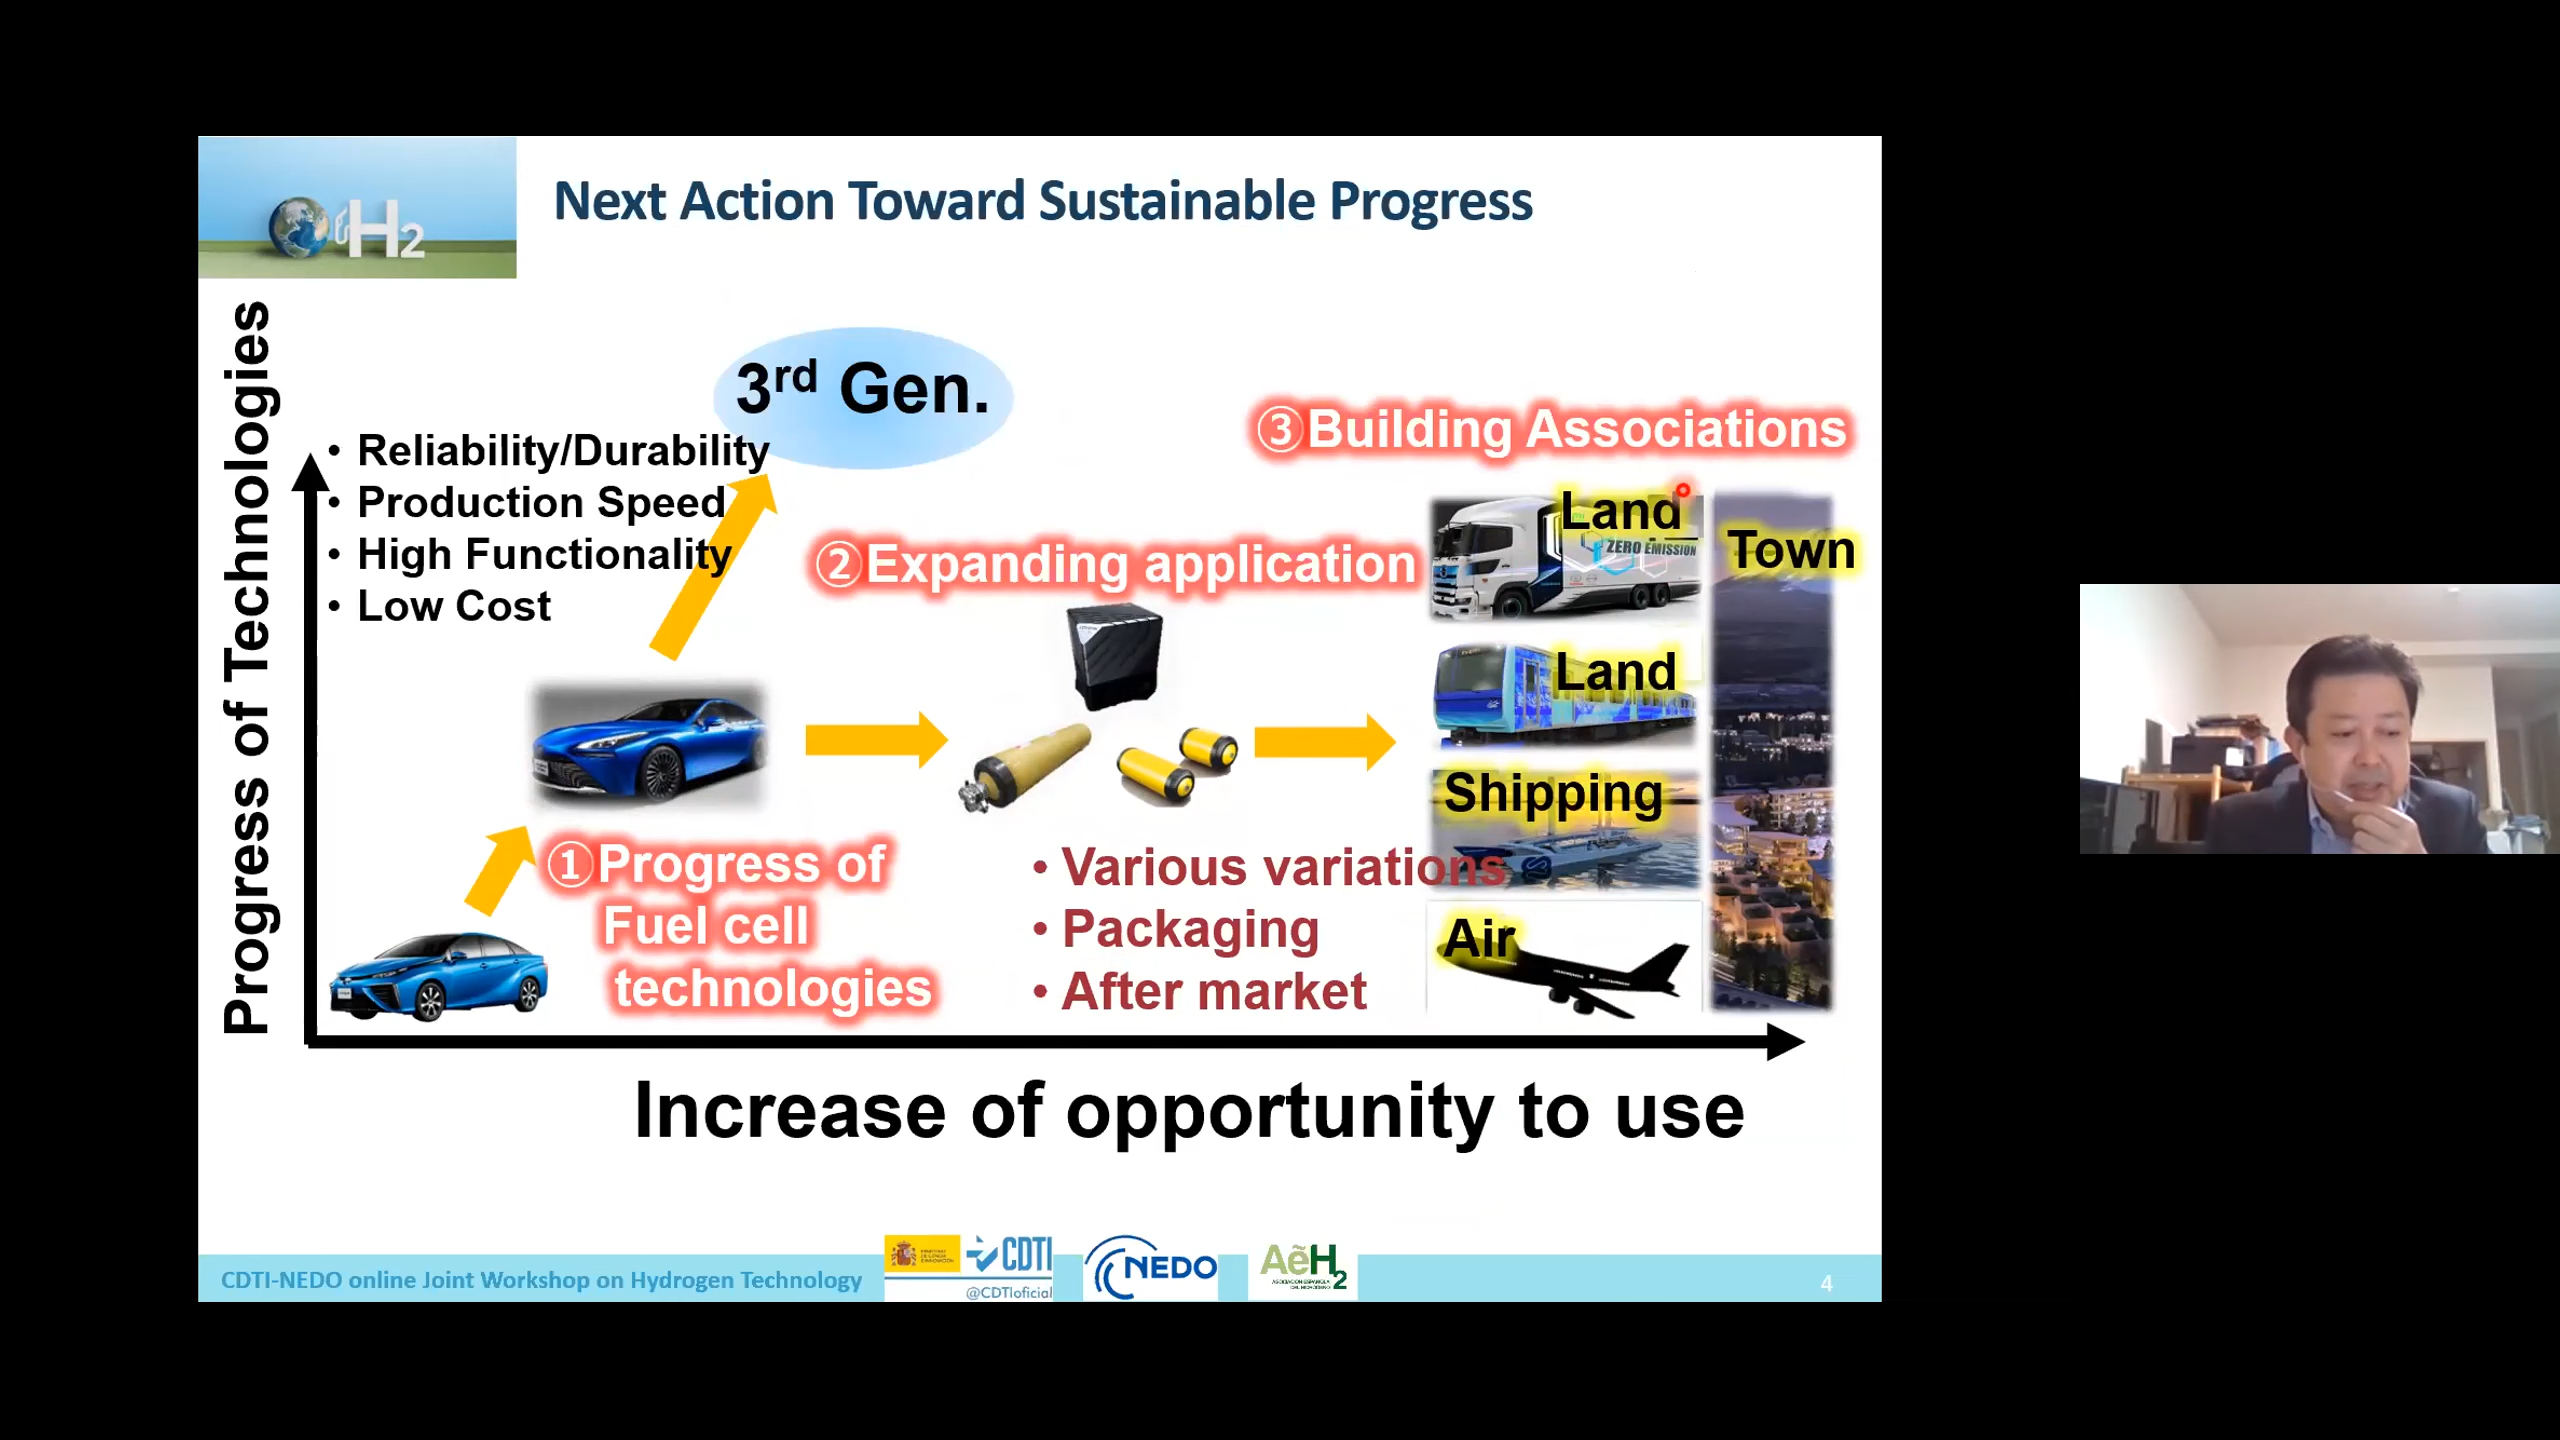 H2
Next Action Toward Sustainable Progress
Progress of Technologies
3rd Gen.
• Reliability/Durability
• Production Speed
• High Functionality
• Low Cost
③Building Associations
②Expanding application
Land
ZERO EMISSION
Town
Land
Shipping
Air
①Progress of
Fuel cell
technologies
• Various variations
• Packaging
• After market
Increase of opportunity to use
CDTI-NEDO online Joint Workshop on Hydrogen Technology
CDTI
@CDTIoficial
NEDO
AeH2
4